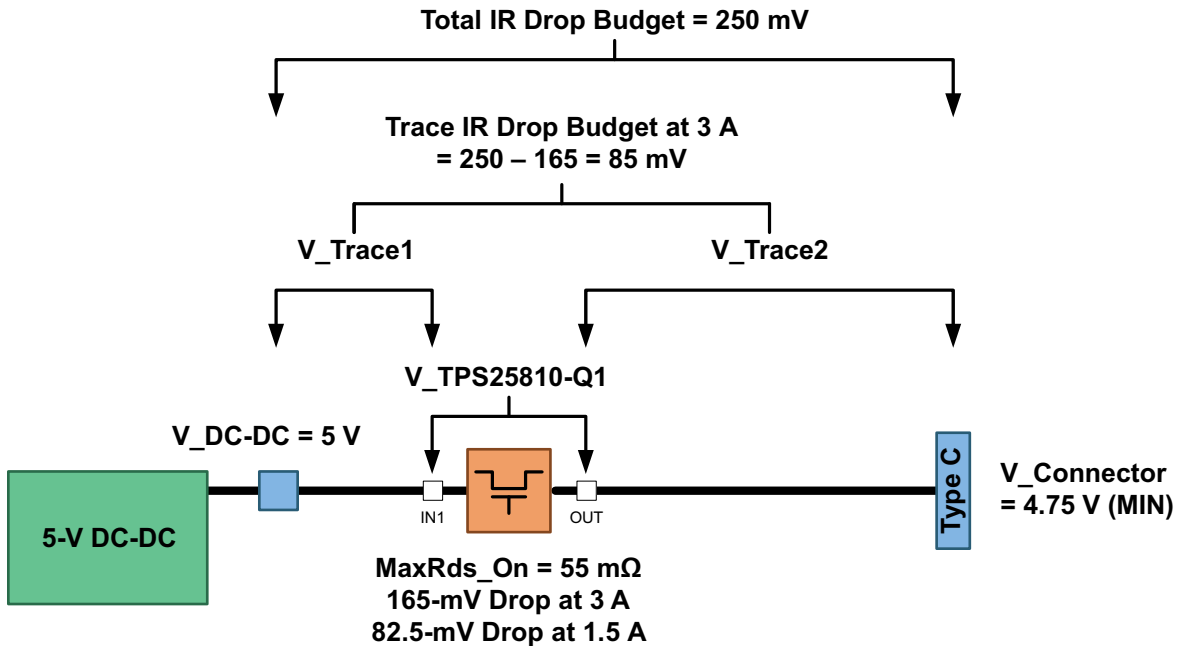 Total IR Drop Budget = 250 mV
Trace IR Drop Budget at 3 A
= 250 – 165 = 85 mV
V_Trace1
V_Trace2
V_TPS25810-Q1
V_DC-DC = 5 V
5-V DC-DC
IN1
OUT
Type C
V_Connector
= 4.75 V (MIN)
MaxRds_On = 55 mΩ
165-mV Drop at 3 A
82.5-mV Drop at 1.5 A